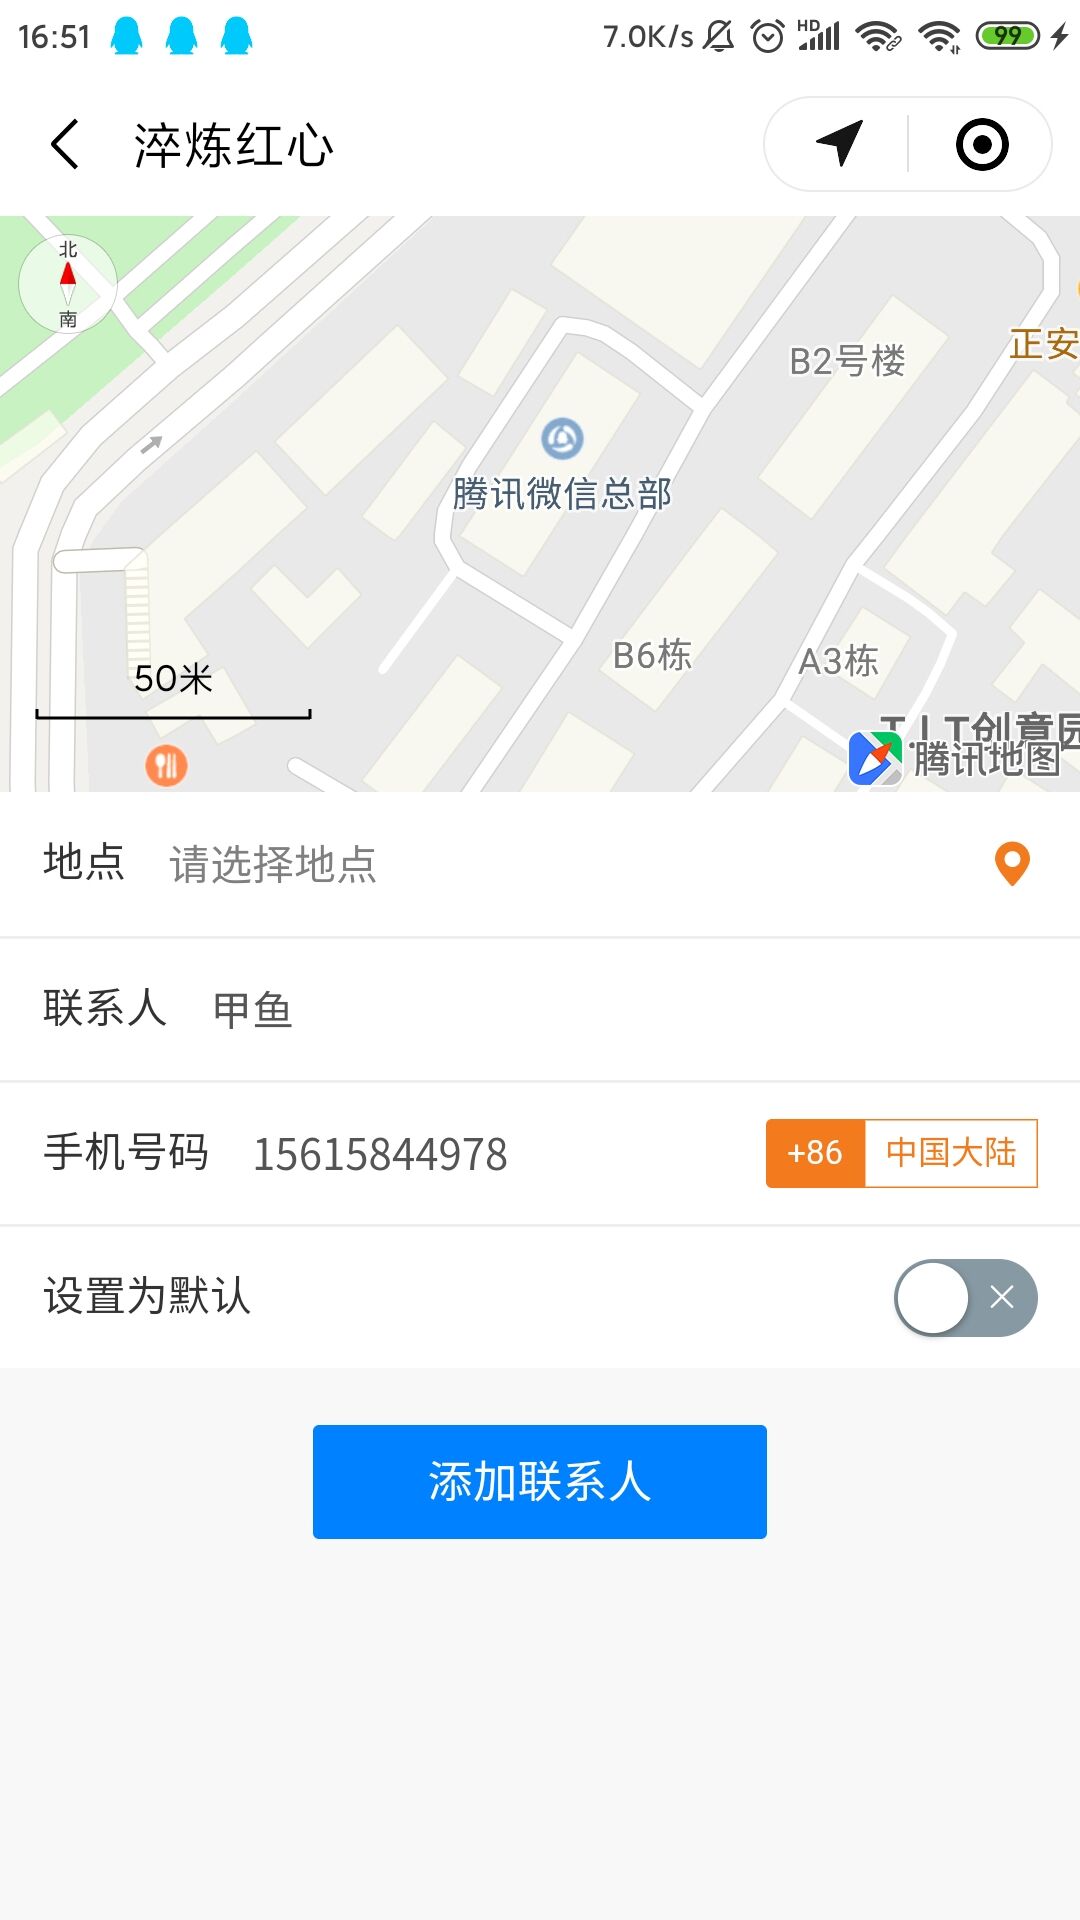 16:51 7.0K/s HD 99
淬炼红心
北
南
正安
B2号楼
腾讯微信总部
B6栋
A3栋
50米
T.I.T创意园
腾讯地图
地点 请选择地点
联系人 甲鱼
手机号码 15615844978 +86 中国大陆
设置为默认
添加联系人